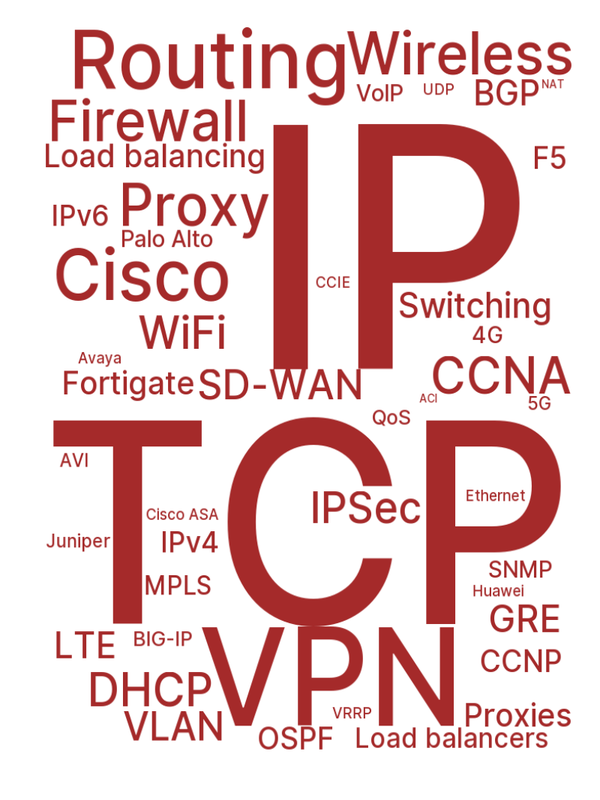 Routing
Wireless
VoIP
UDP
BGP
NAT
Firewall
Load balancing
IP
F5
IPv6
Proxy
Palo Alto
Cisco
CCIE
Switching
WiFi
4G
Avaya
Fortigate
SD-WAN
CCNA
ACI
5G
QoS
TCP
AVI
IPSec
Ethernet
Cisco ASA
Juniper
IPv4
MPLS
SNMP
Huawei
GRE
LTE
BIG-IP
VPN
CCNP
DHCP
VLAN
VRRP
Proxies
OSPF
Load balancers